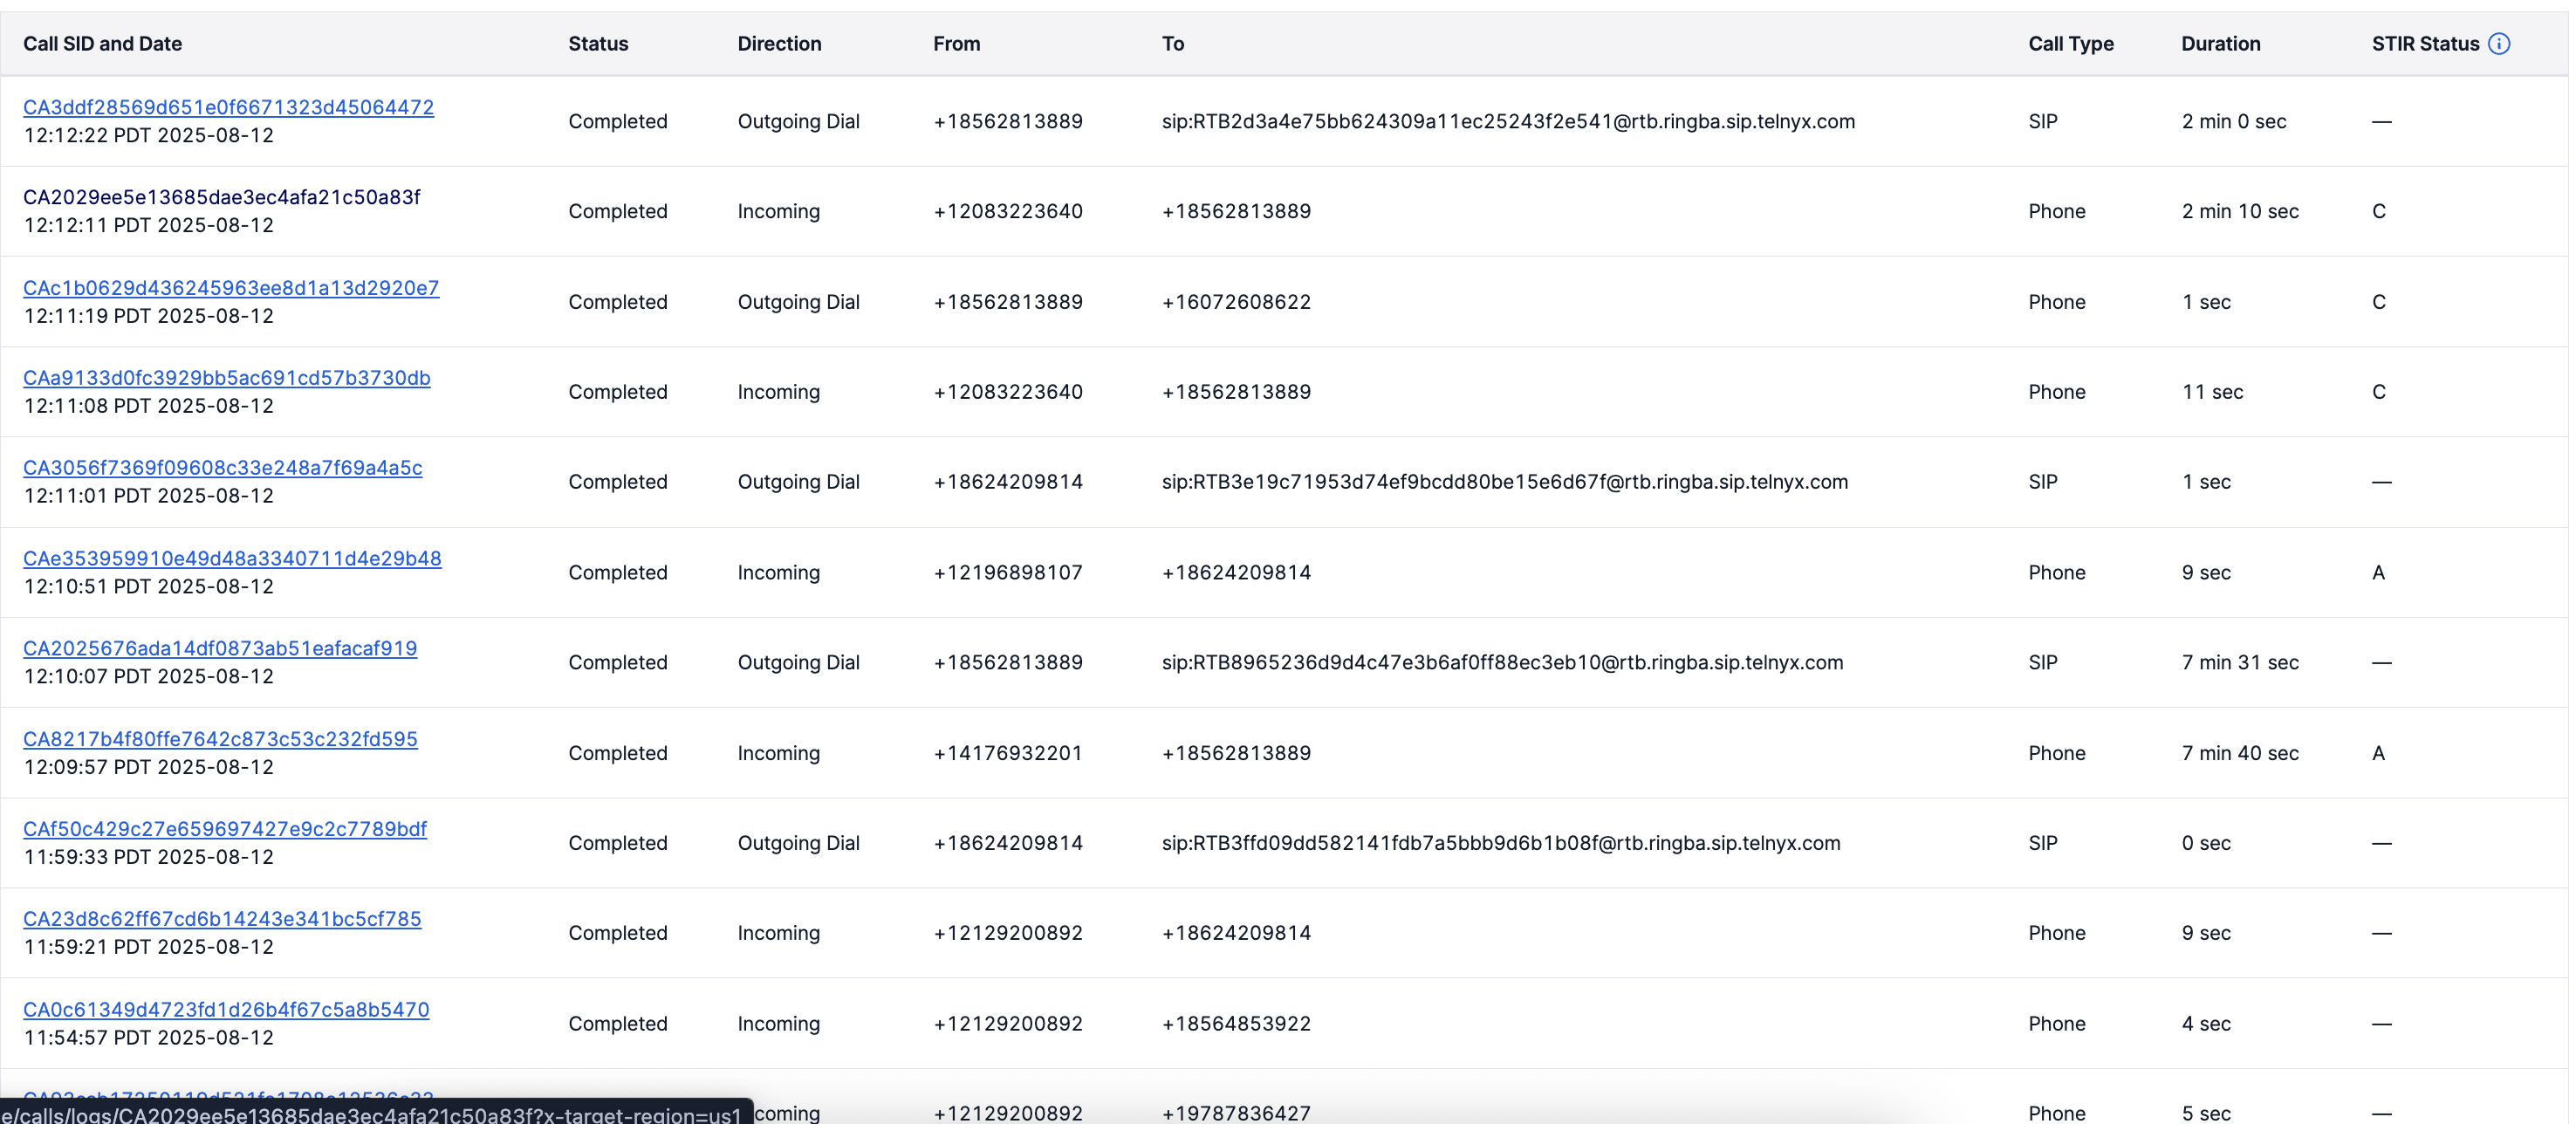 Call SID and Date Status Direction From To Call Type Duration STIR Status
CA3ddf28569d651e0f6671323d45064472
12:12:22 PDT 2025-08-12
Completed Outgoing Dial +18562813889 sip:RTB2d3a4e75bb624309a11ec25243f2e541@rtb.ringba.sip.telnyx.com SIP 2 min 0 sec —
CA2029ee5e13685dae3ec4afa21c50a83f
12:12:11 PDT 2025-08-12
Completed Incoming +12083223640 +18562813889 Phone 2 min 10 sec C
CAc1b0629d436245963ee8d1a13d2920e7
12:11:19 PDT 2025-08-12
Completed Outgoing Dial +18562813889 +16072608622 Phone 1 sec C
CAa9133d0fc3929bb5ac691cd57b3730db
12:11:08 PDT 2025-08-12
Completed Incoming +12083223640 +18562813889 Phone 11 sec C
CA3056f7369f09608c33e248a7f69a4a5c
12:11:01 PDT 2025-08-12
Completed Outgoing Dial +18624209814 sip:RTB3e19c71953d74ef9bcdd80be15e6d67f@rtb.ringba.sip.telnyx.com SIP 1 sec —
CAe353959910e49d48a3340711d4e29b48
12:10:51 PDT 2025-08-12
Completed Incoming +12196898107 +18624209814 Phone 9 sec A
CA2025676ada14df0873ab51eafacaf919
12:10:07 PDT 2025-08-12
Completed Outgoing Dial +18562813889 sip:RTB8965236d9d4c47e3b6af0ff88ec3eb10@rtb.ringba.sip.telnyx.com SIP 7 min 31 sec —
CA8217b4f80ffe7642c873c53c232fd595
12:09:57 PDT 2025-08-12
Completed Incoming +14176932201 +18562813889 Phone 7 min 40 sec A
CAf50c429c27e659697427e9c2c7789bdf
11:59:33 PDT 2025-08-12
Completed Outgoing Dial +18624209814 sip:RTB3ffd09dd582141fdb7a5bbb9d6b1b08f@rtb.ringba.sip.telnyx.com SIP 0 sec —
CA23d8c62ff67cd6b14243e341bc5cf785
11:59:21 PDT 2025-08-12
Completed Incoming +12129200892 +18624209814 Phone 9 sec —
CA0c61349d4723fd1d26b4f67c5a8b5470
11:54:57 PDT 2025-08-12
Completed Incoming +12129200892 +18564853922 Phone 4 sec —
coming +12129200892 +19787836427 Phone 5 sec —
e/calls/logs/CA2029ee5e13685dae3ec4afa21c50a83f?x-target-region=us1